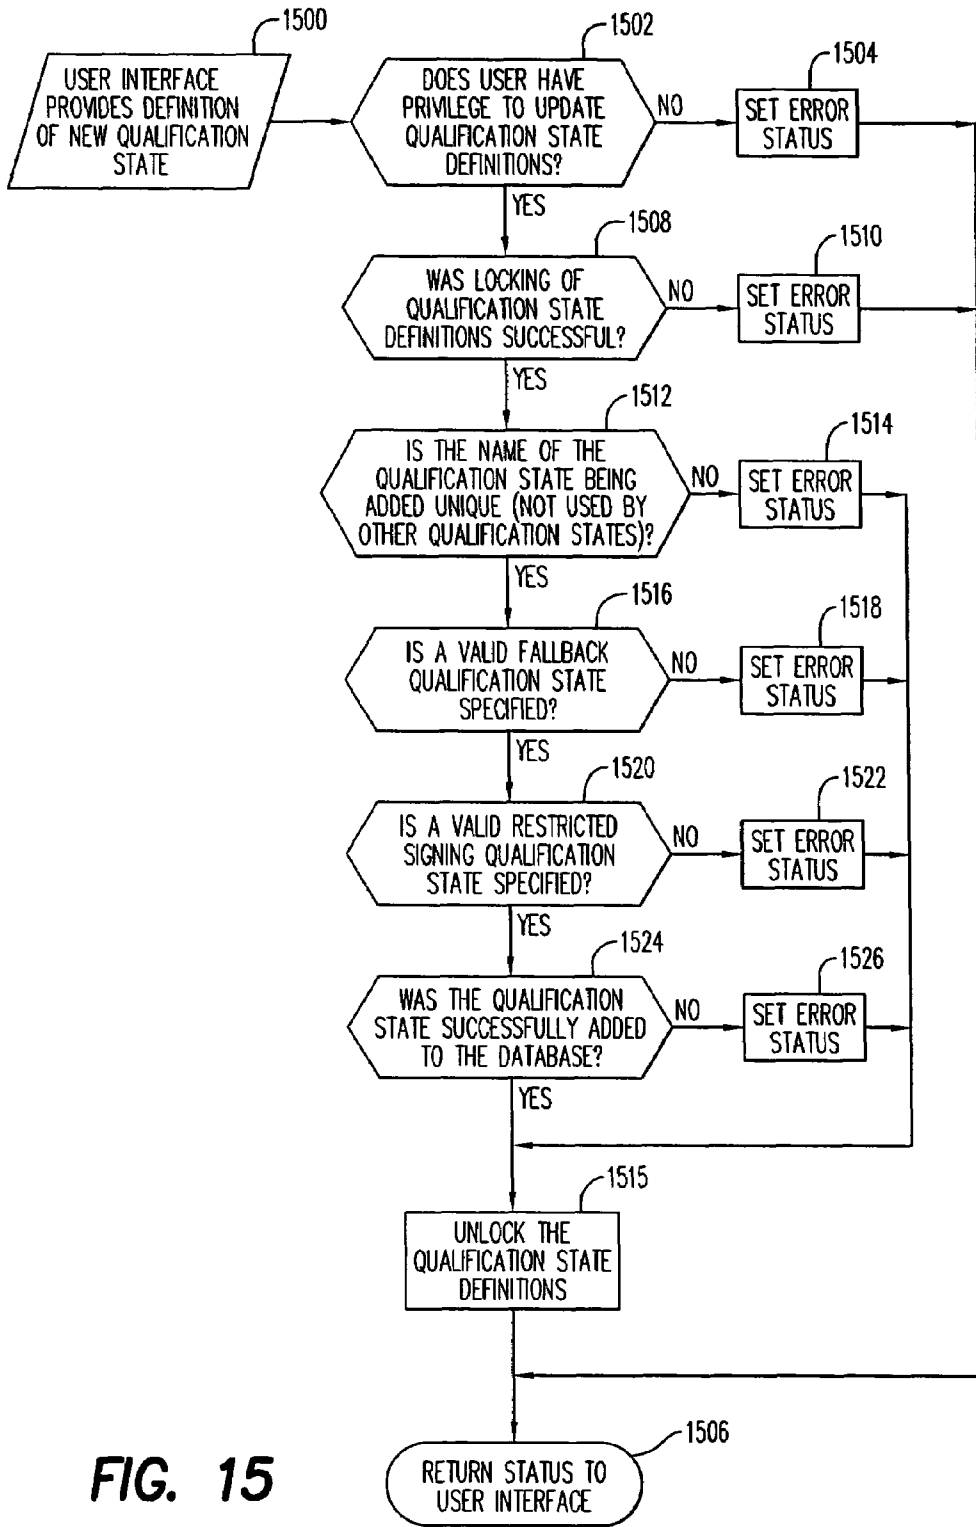 1500
USER INTERFACE
PROVIDES DEFINITION
OF NEW QUALIFICATION
STATE
1502
DOES USER HAVE
PRIVILEGE TO UPDATE
QUALIFICATION STATE
DEFINITIONS?
NO
1504
SET ERROR
STATUS
YES
1508
WAS LOCKING OF
QUALIFICATION STATE
DEFINITIONS SUCCESSFUL?
NO
1510
SET ERROR
STATUS
YES
1512
IS THE NAME OF THE
QUALIFICATION STATE BEING
ADDED UNIQUE (NOT USED BY
OTHER QUALIFICATION STATES)?
NO
1514
SET ERROR
STATUS
YES
1516
IS A VALID FALLBACK
QUALIFICATION STATE
SPECIFIED?
NO
1518
SET ERROR
STATUS
YES
1520
IS A VALID RESTRICTED
SIGNING QUALIFICATION
STATE SPECIFIED?
NO
1522
SET ERROR
STATUS
YES
1524
WAS THE QUALIFICATION
STATE SUCCESSFULLY ADDED
TO THE DATABASE?
NO
1526
SET ERROR
STATUS
YES
1515
UNLOCK THE
QUALIFICATION STATE
DEFINITIONS
1506
RETURN STATUS TO
USER INTERFACE
FIG. 15